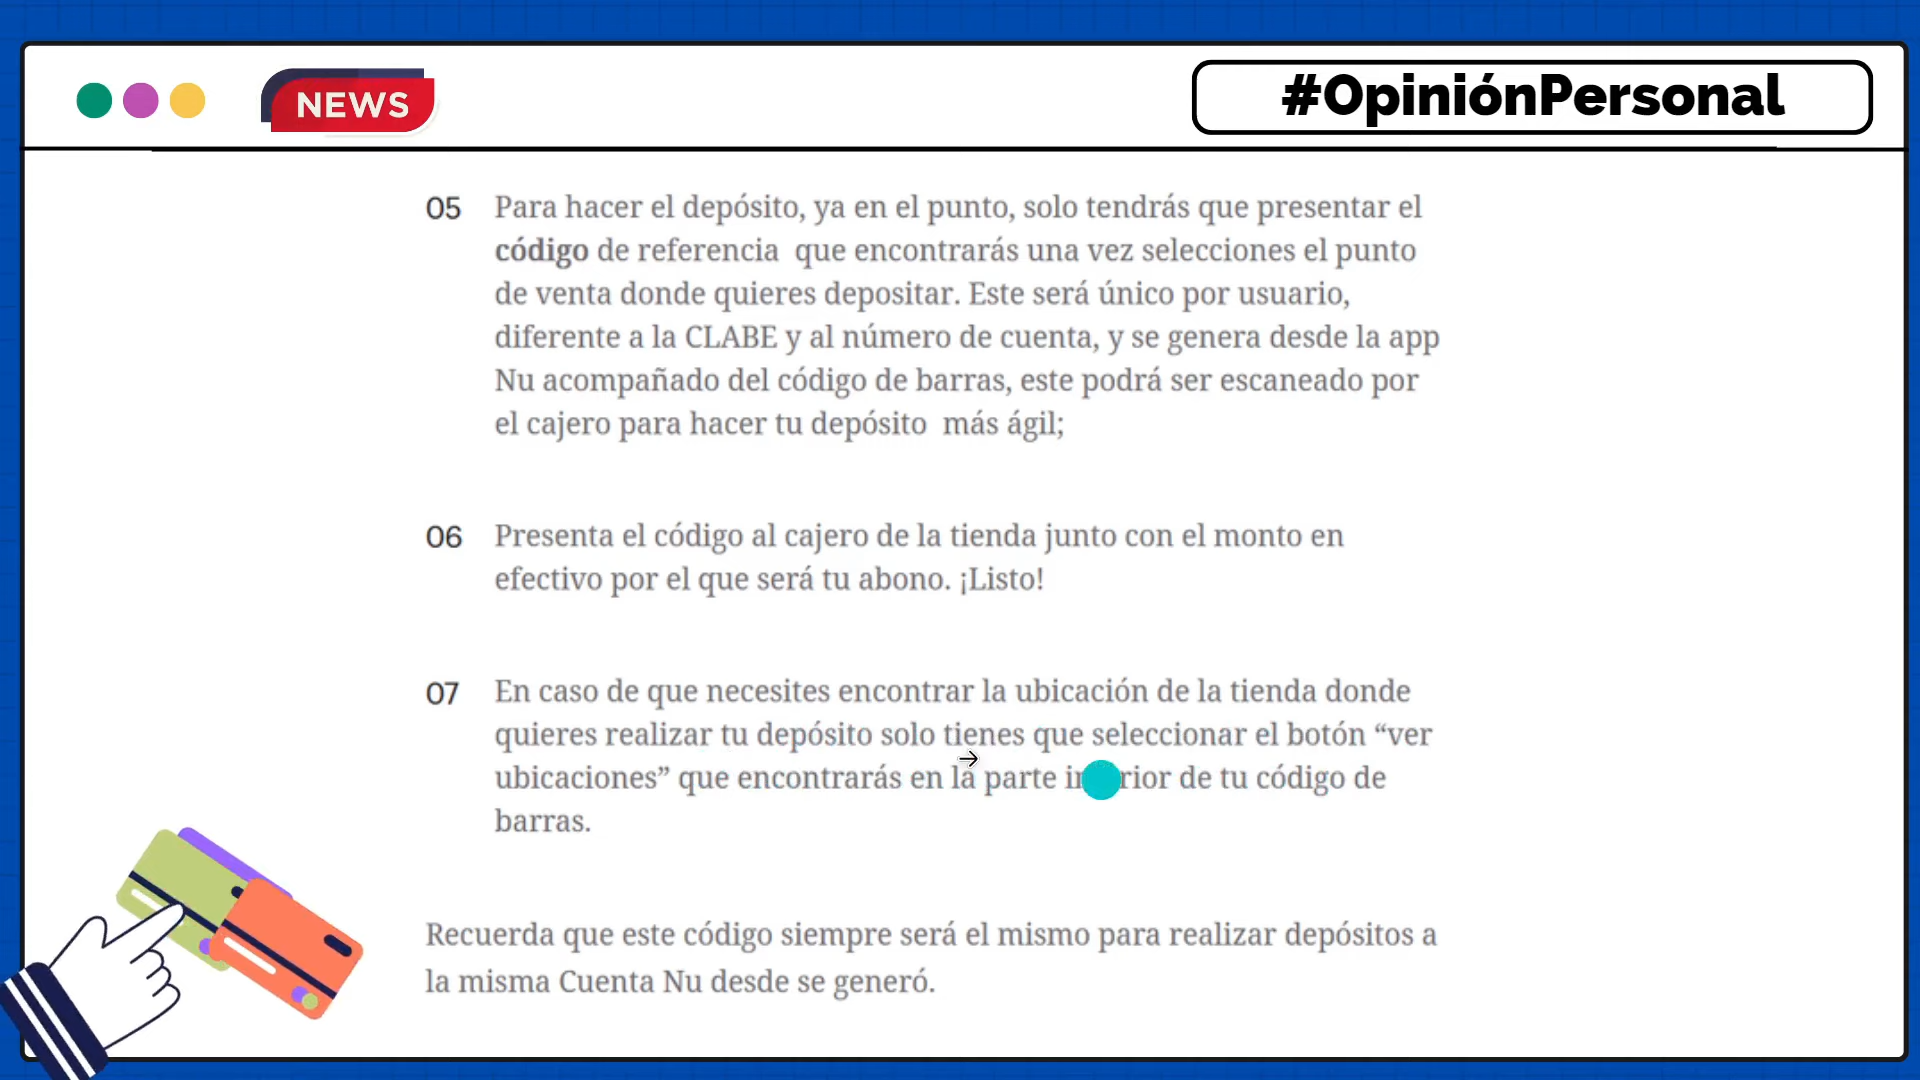 NEWS
#OpiniónPersonal
05 Para hacer el depósito, ya en el punto, solo tendrás que presentar el
código de referencia que encontrarás una vez selecciones el punto
de venta donde quieres depositar. Este será único por usuario,
diferente a la CLABE y al número de cuenta, y se genera desde la app
Nu acompañado del código de barras, este podrá ser escaneado por
el cajero para hacer tu depósito más ágil;
06 Presenta el código al cajero de la tienda junto con el monto en
efectivo por el que será tu abono. ¡Listo!
07 En caso de que necesites encontrar la ubicación de la tienda donde
quieres realizar tu depósito solo tienes que seleccionar el botón “ver
ubicaciones” que encontrarás en la parte de tu código de
barras.
Recuerda que este código siempre será el mismo para realizar depósitos a
la misma Cuenta Nu desde se generó.